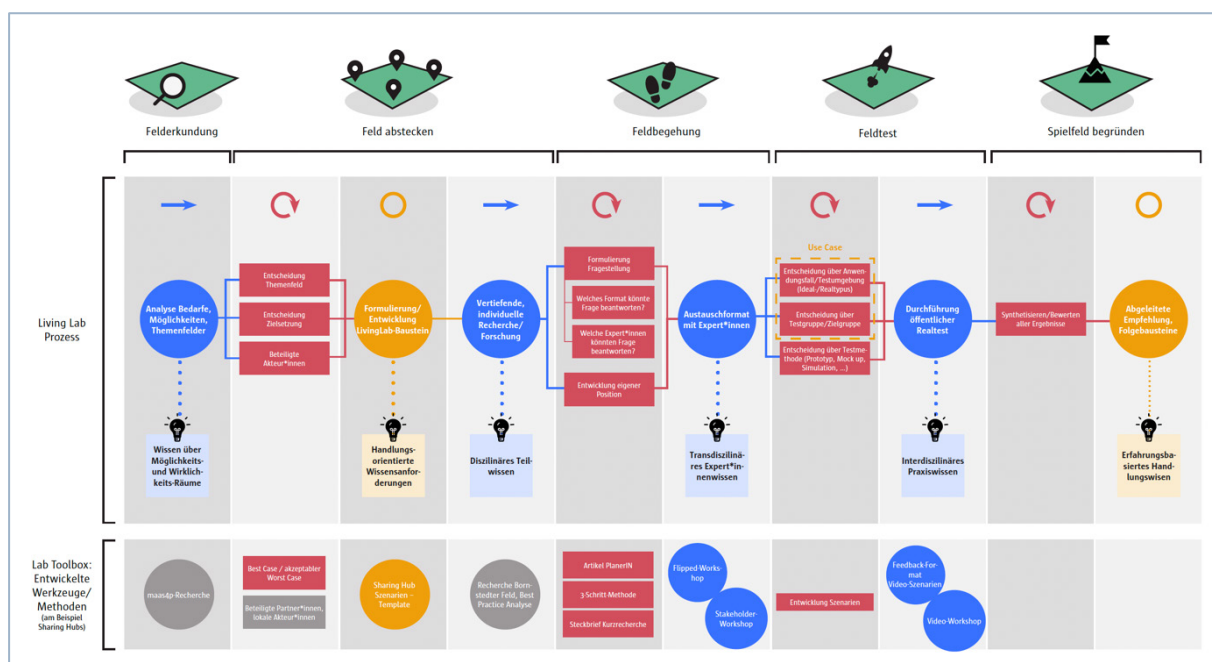 Felderkundung
Feld abstecken
Feldbegehung
Feldtest
Spielfeld begründen
Living Lab
Prozess
Analyse Bedarfe,
Möglichkeiten,
Themenfelder
Entscheidung
Themenfeld
Entscheidung
Zielsetzung
Beteiligte
Akteur*innen
Formulierung/
Entwicklung
LivingLab-Baustein
Vertiefende,
individuelle
Recherche/
Forschung
Formulierung
Fragestellung
Welches Format könnte
Frage beantworten?
Welche Expert*innen
könnten Frage
beantworten?
Entwicklung eigener
Position
Austauschformat
mit Expert*innen
Use Case
Entscheidung über Anwen-
dungsfall/Testumgebung
(Ideal-/Realtypus)
Entscheidung über
Testgruppe/Zielgruppe
Entscheidung über Testme-
thode (Prototyp, Mock up,
Simulation, ...)
Durchführung
öffentlicher
Realtest
Synthetisieren/Bewerten
aller Ergebnisse
Abgeleitete
Empfehlung,
Folgebausteine
Wissen über
Möglichkeits-
und Wirklich-
keits-Räume
Handlungs-
orientierte
Wissensanfor-
derungen
Diszilinäres Teil-
wissen
Transdiszilinä-
res Expert*in-
nenwissen
Interdiszilinäres
Praxiswissen
Erfahrungsba-
siertes Hand-
lungswisen
Lab Toolbox:
Entwickelte
Werkzeuge/
Methoden
(am Beispiel
Sharing Hubs)
maas4p-Recherche
Best Case / akzeptabler
Worst Case
Beteiligte Partner*innen,
lokale Akteur*innen
Sharing Hub
Szenarien –
Template
Recherche Born-
stedter Feld, Best
Practice Analyse
Artikel PlanerIN
3-Schritt-Methode
Steckbrief Kurzrecherche
Flipped-Works-
hop
Stakeholder-
Workshop
Entwicklung Szenarien
Feedback-For-
mat
Video-Szenarien
Video-Workshop